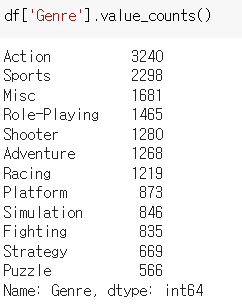 df['Genre'].value_counts()
Action 3240
Sports 2298
Misc 1681
Role-Playing 1465
Shooter 1280
Adventure 1268
Racing 1219
Platform 873
Simulation 846
Fighting 835
Strategy 669
Puzzle 566
Name: Genre, dtype: int64